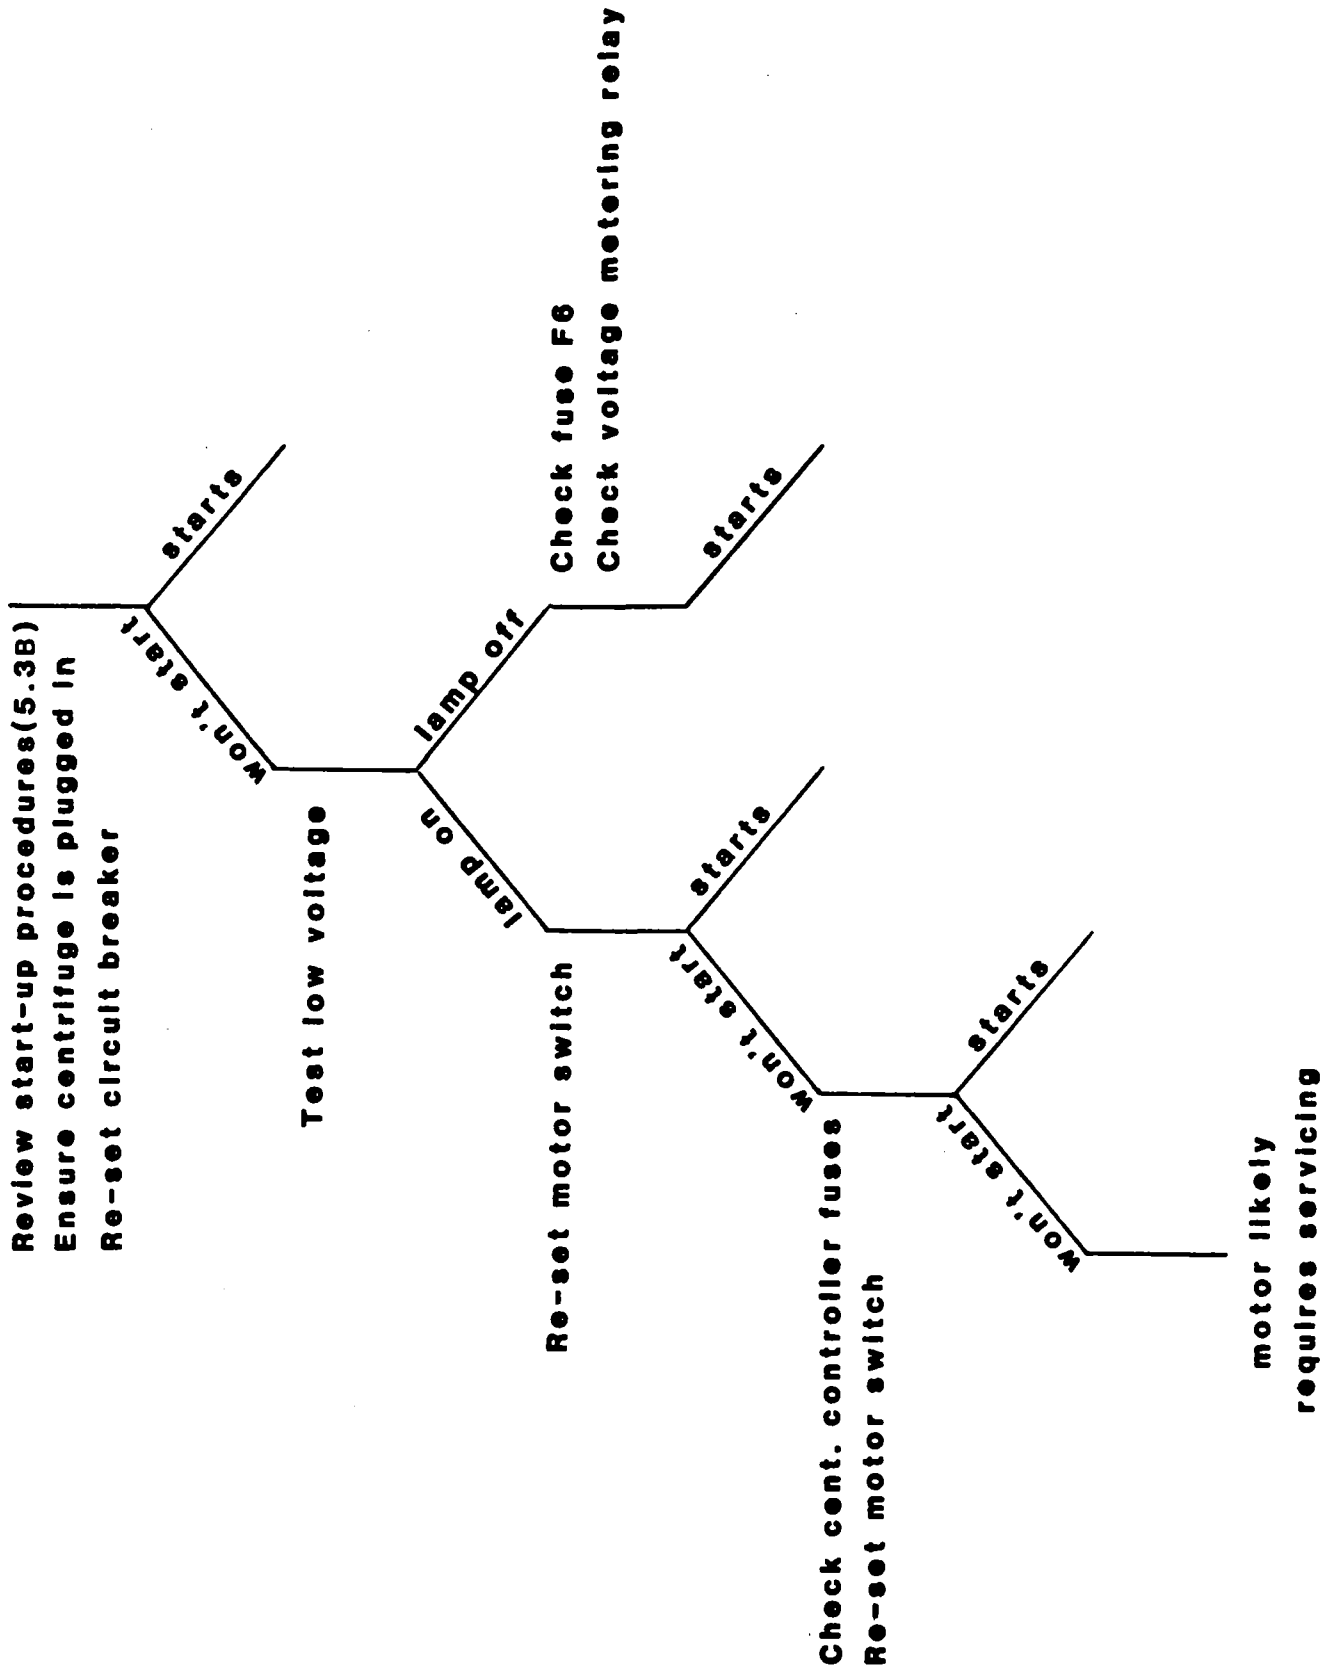 Review start-up procedures(5.3B)
Ensure centrifuge is plugged in
Re-set circuit breaker
won't start
starts
Test low voltage
lamp on
lamp off
Re-set motor switch
Check fuse F6
Check voltage motering relay
won't start
starts
starts
Check cent. controller fuses
Re-set motor switch
won't start
starts
motor likely
requires servicing